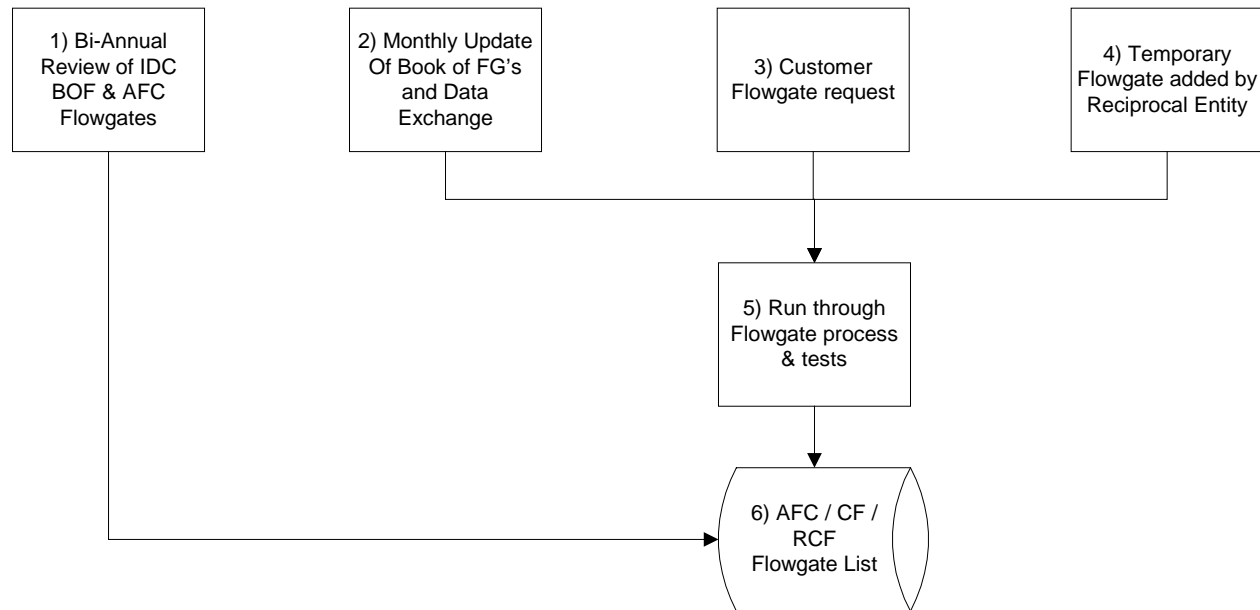 1) Bi-Annual
Review of IDC
BOF & AFC
Flowgates
2) Monthly Update
Of Book of FG's
and Data
Exchange
3) Customer
Flowgate request
4) Temporary
Flowgate added by
Reciprocal Entity
5) Run through
Flowgate process
& tests
6) AFC / CF /
RCF
Flowgate List